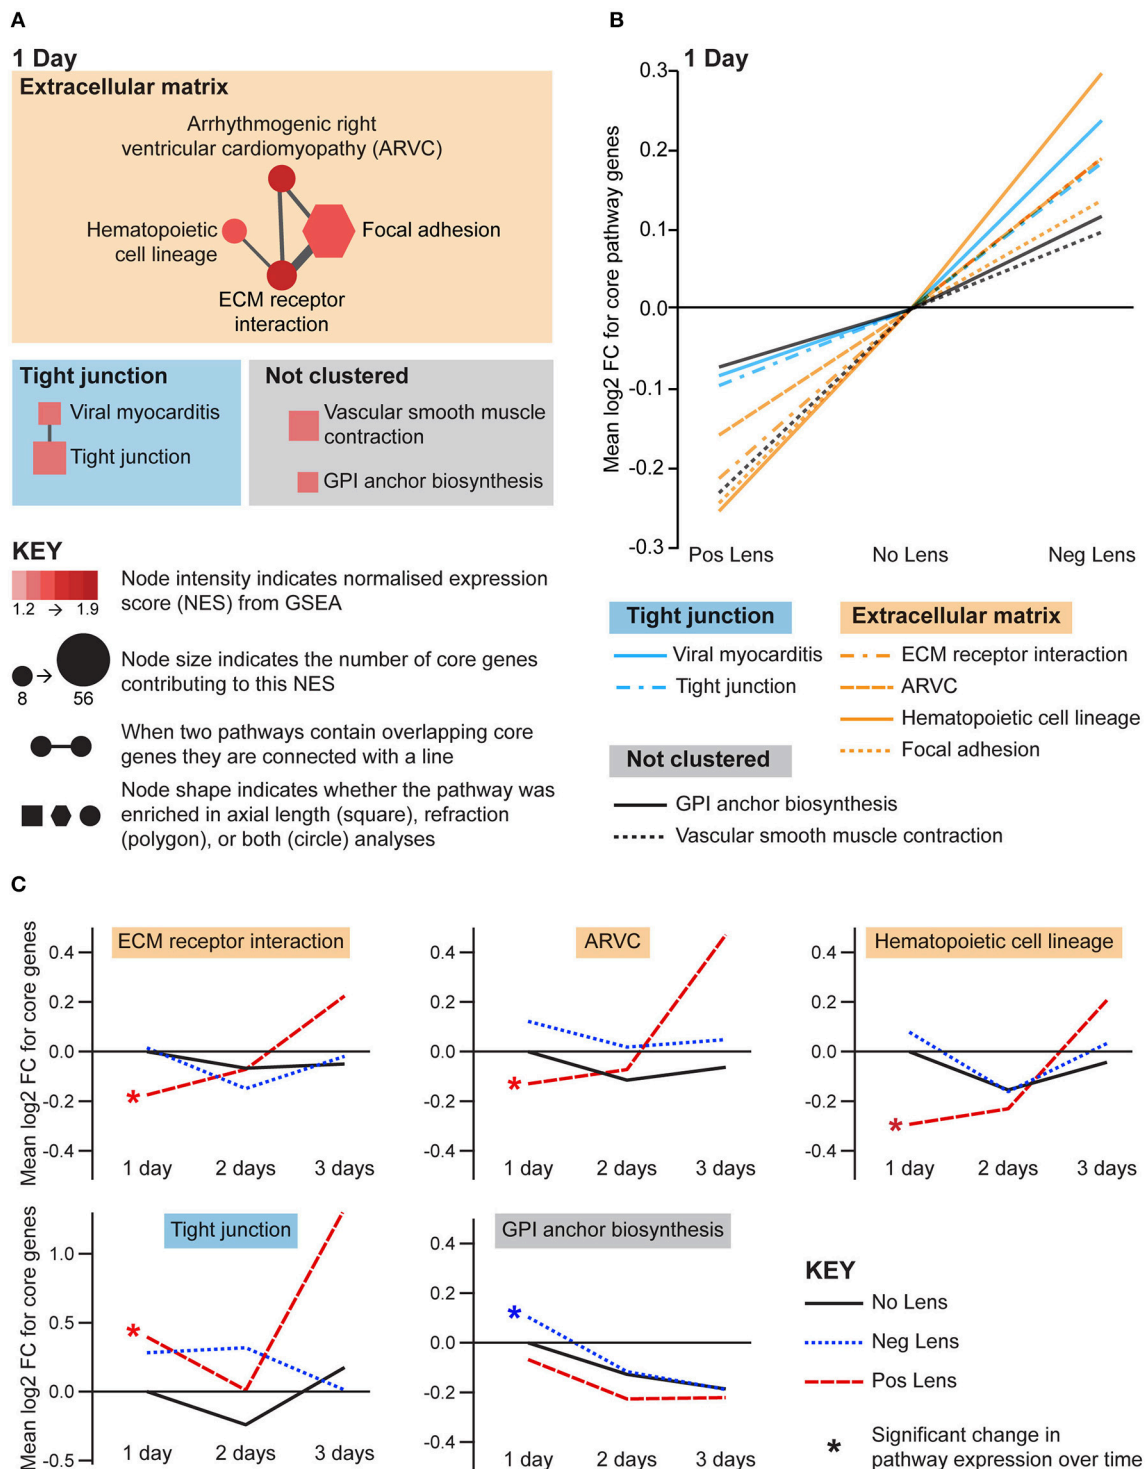 A
1 Day
Extracellular matrix
Arrhythmogenic right
ventricular cardiomyopathy (ARVC)
Hematopoietic
cell lineage
Focal adhesion
ECM receptor
interaction
Tight junction
Viral myocarditis
Tight junction
Not clustered
Vascular smooth muscle
contraction
GPI anchor biosynthesis
KEY
1.2 → 1.9
Node intensity indicates normalised expression
score (NES) from GSEA
8 → 56
Node size indicates the number of core genes
contributing to this NES
When two pathways contain overlapping core
genes they are connected with a line
Node shape indicates whether the pathway was
enriched in axial length (square), refraction
(polygon), or both (circle) analyses
B
1 Day
Mean log2 FC for core pathway genes
0.3
0.2
0.1
0.0
-0.1
-0.2
-0.3
Pos Lens No Lens Neg Lens
Tight junction
Viral myocarditis
Tight junction
Extracellular matrix
ECM receptor interaction
ARVC
Hematopoietic cell lineage
Focal adhesion
Not clustered
GPI anchor biosynthesis
Vascular smooth muscle contraction
C
Mean log2 FC for core genes
ECM receptor interaction
0.4
0.2
0.0
-0.2
-0.4
*
1 day 2 days 3 days
ARVC
0.4
0.2
0.0
-0.2
-0.4
*
1 day 2 days 3 days
Hematopoietic cell lineage
0.4
0.2
0.0
-0.2
-0.4
*
1 day 2 days 3 days
Mean log2 FC for core genes
Tight junction
1.0
0.5
0.0
-0.5
*
1 day 2 days 3 days
GPI anchor biosynthesis
0.4
0.2
0.0
-0.2
-0.4
*
1 day 2 days 3 days
KEY
No Lens
Neg Lens
Pos Lens
* Significant change in
pathway expression over time